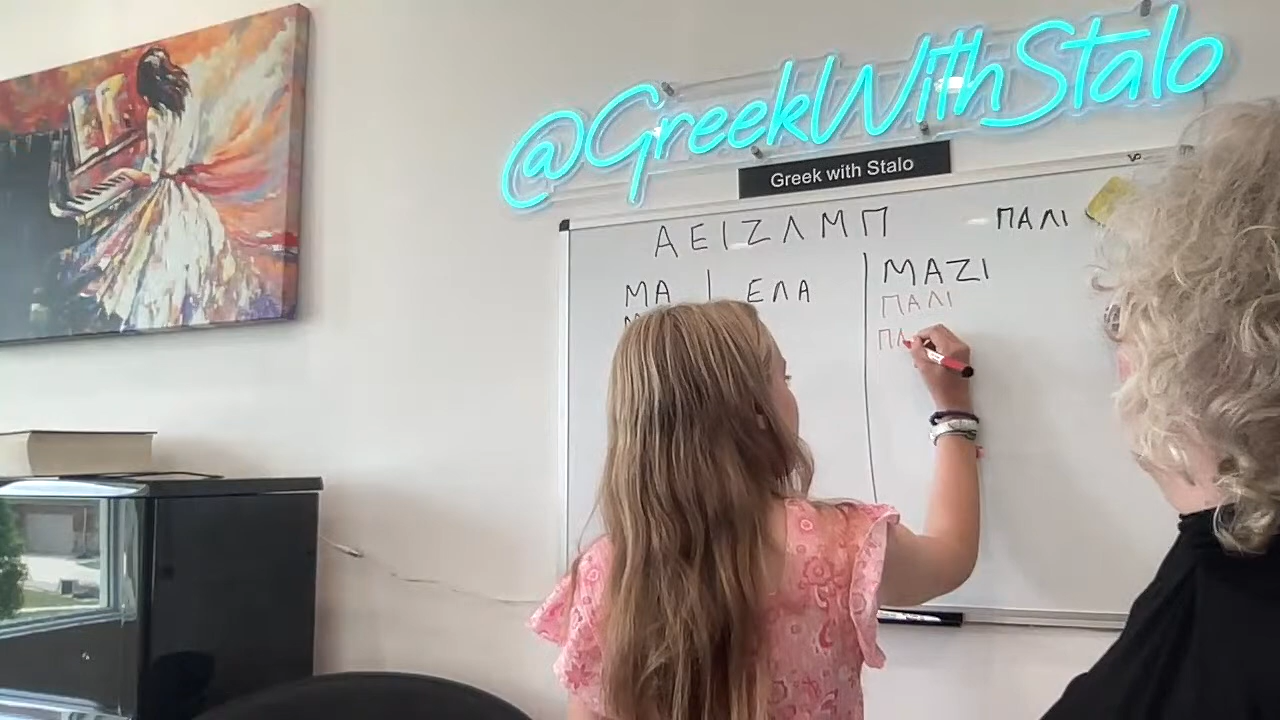 @GreekWithStalo
Greek with Stalo
ΑΕΙΖΛΜΠ
ΠΑΛΙ
ΜΑ
ΕΛΑ
ΜΑΖΙ
ΠΑΛΙ